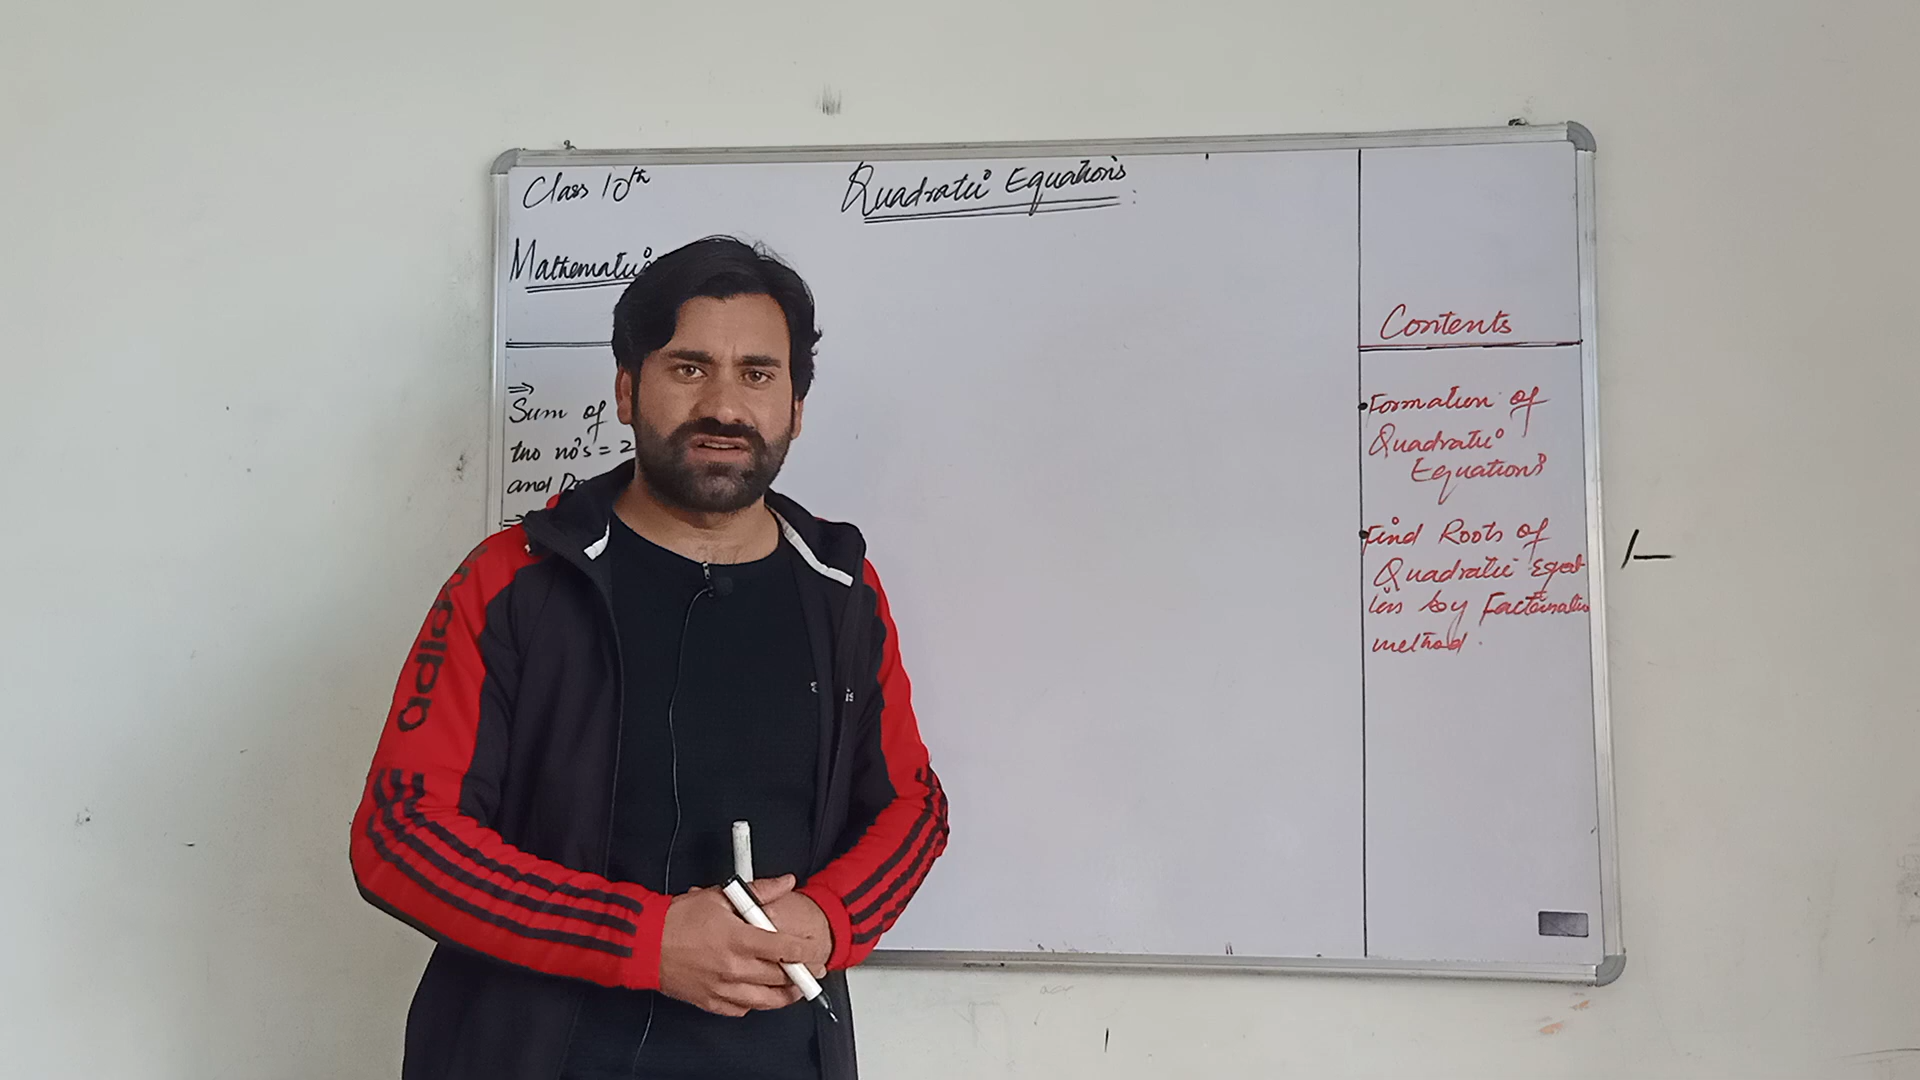 Class 10th
Quadratic Equations
Mathematics
Sum of
two no's = 2
and
Contents
• Formation of
Quadratic
Equations
• Find Roots of
Quadratic Equat
ions by
method.
adidas